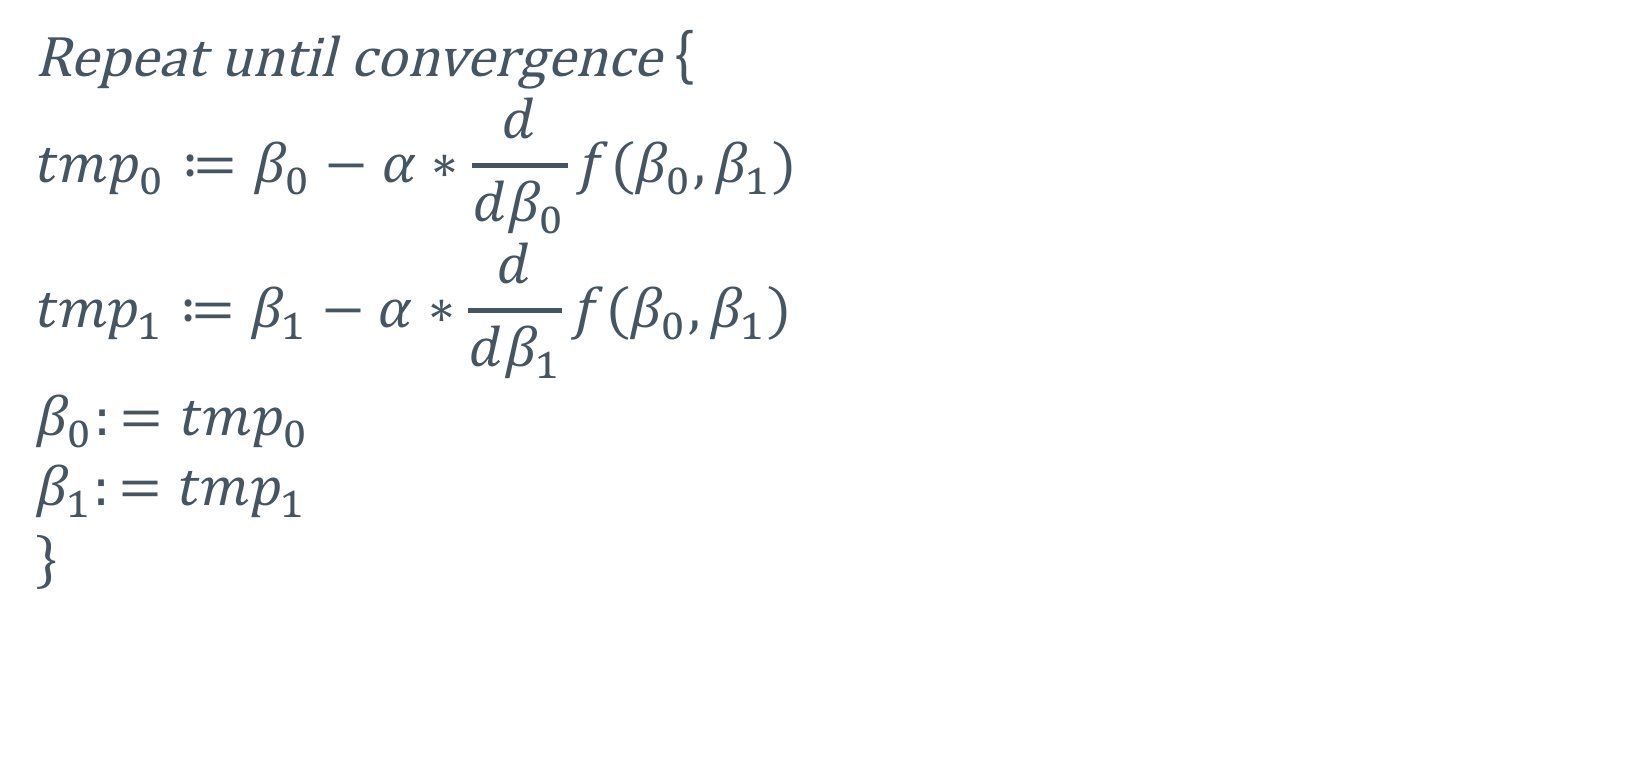 Repeat until convergence {
tmp₀ ≔ β₀ − α ∗ d/dβ₀ f(β₀, β₁)
tmp₁ ≔ β₁ − α ∗ d/dβ₁ f(β₀, β₁)
β₀: = tmp₀
β₁: = tmp₁
}